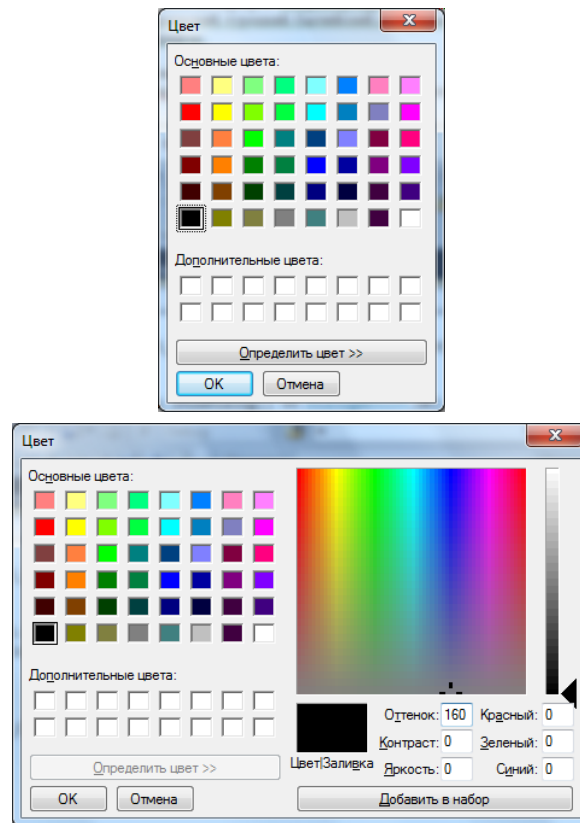 Цвет
Основные цвета:
Дополнительные цвета:
Определить цвет >>
OK Отмена
Цвет
Основные цвета:
Дополнительные цвета:
Определить цвет >>
OK Отмена
Цвет|Заливка
Оттенок: 160 Красный: 0
Контраст: 0 Зеленый: 0
Яркость: 0 Синий: 0
Добавить в набор